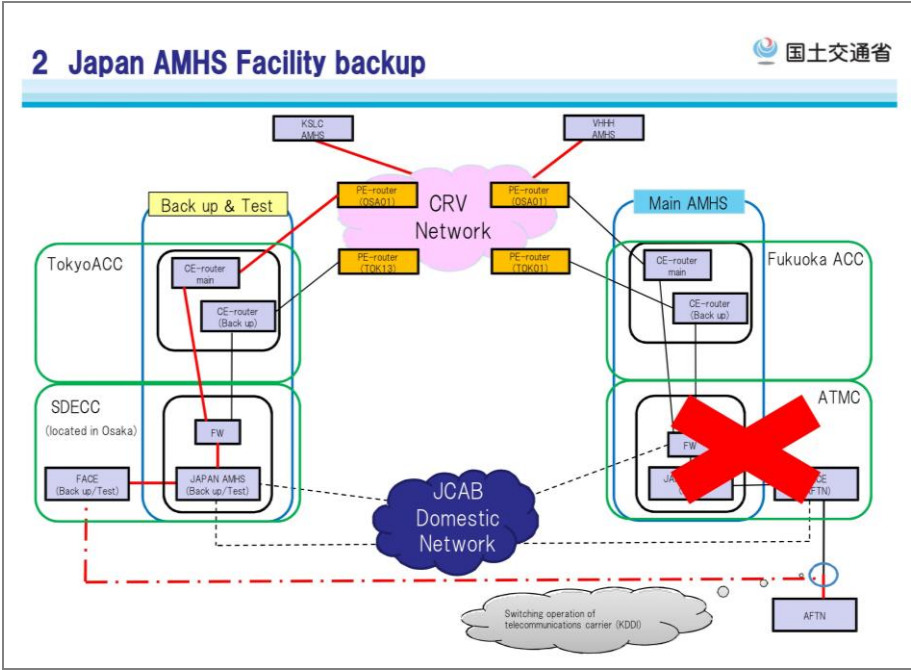 2 Japan AMHS Facility backup
国土交通省
KSLC
AMHS
VHHH
AMHS
PE-router
(OSA01)
PE-router
(OSA01)
CRV
Network
Back up & Test
Main AMHS
TokyoACC
PE-router
(TOK13)
PE-router
(TOK01)
Fukuoka ACC
CE-router
main
CE-router
main
CE-router
(Back up)
CE-router
(Back up)
SDECC
(located in Osaka)
ATMC
FW
FW
FACE
(Back up/Test)
JAPAN AMHS
(Back up/Test)
JCAB
Domestic
Network
Switching operation of
telecommunications carrier (KDDI)
AFTN